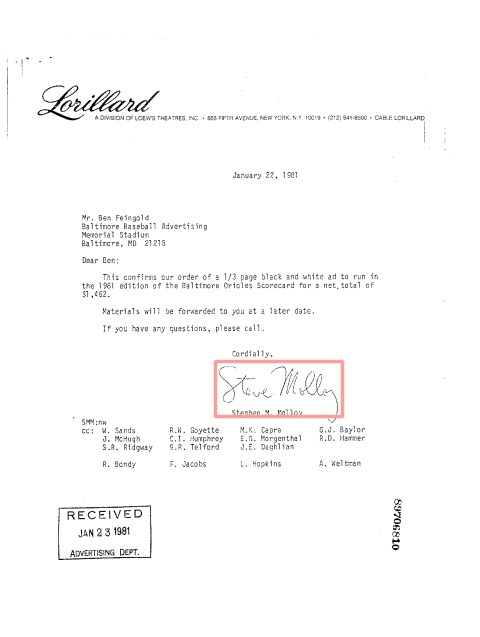 Lorillard
A DIVISION OF LOEW'S THEATRES, INC. • 666 FIFTH AVENUE, NEW YORK, N.Y. 10019 • (212) 841-8800 • CABLE LORILLARD
January 22, 1981
Mr. Ben Feingold
Baltimore Baseball Advertising
Memorial Stadium
Baltimore, MD 21218
Dear Ben:
This confirms our order of a 1/3 page black and white ad to run in
the 1981 edition of the Baltimore Orioles Scorecard for a net total of
$1,462.
Materials will be forwarded to you at a later date.
If you have any questions, please call.
Cordially,
Steve Molloy
Stephen M. Molloy
SMM:nw
cc: W. Sands R.W. Goyette M.K. Capra G.J. Baylor
J. McHugh C.I. Humphrey E.G. Morgenthal R.D. Hammer
S.R. Ridgway G.R. Telford J.E. Daghlian
R. Bondy F. Jacobs L. Hopkins A. Weltman
RECEIVED
JAN 23 1981
ADVERTISING DEPT.
89706810